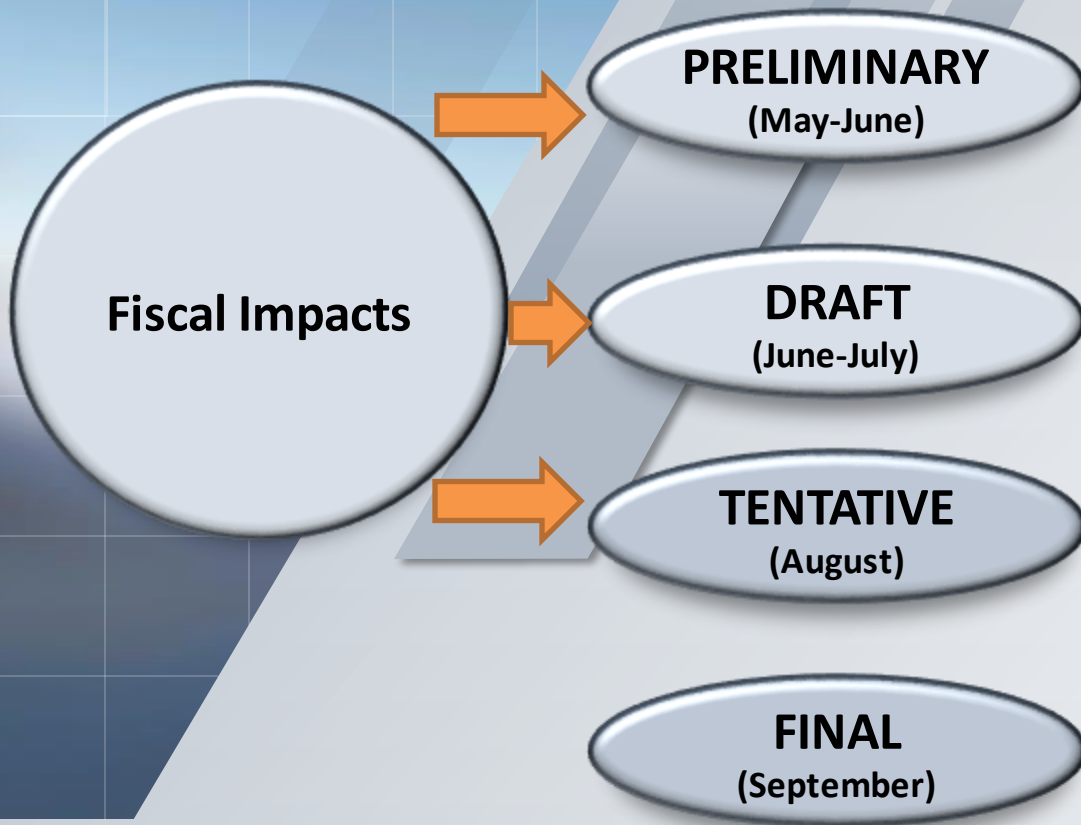 Fiscal Impacts
PRELIMINARY
(May-June)
DRAFT
(June-July)
TENTATIVE
(August)
FINAL
(September)